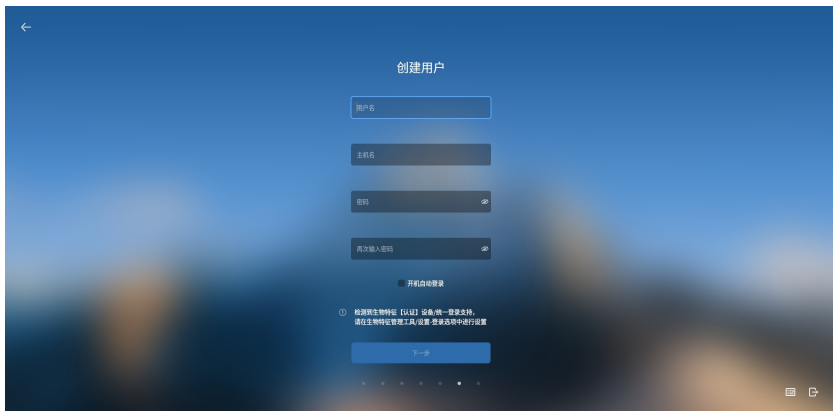 创建用户
用户名
主机名
密码
再次输入密码
开机自动登录
检测到生物特征【认证】设备/统一登录支持,
请在生物特征管理工具/设置-登录选项中进行设置
下一步